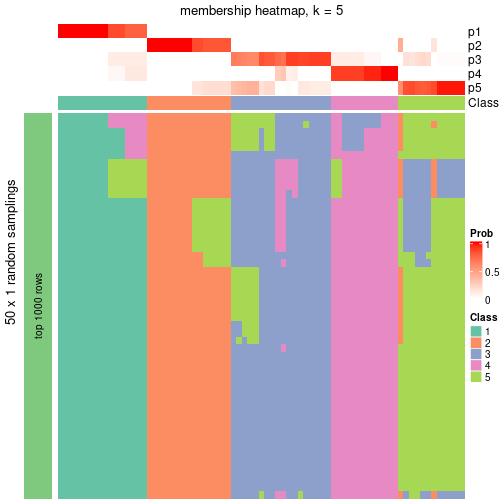 membership heatmap, k = 5
p1
p2
p3
p4
p5
Class
50 x 1 random samplings
top 1000 rows
Prob
1
0.5
0
Class
1
2
3
4
5